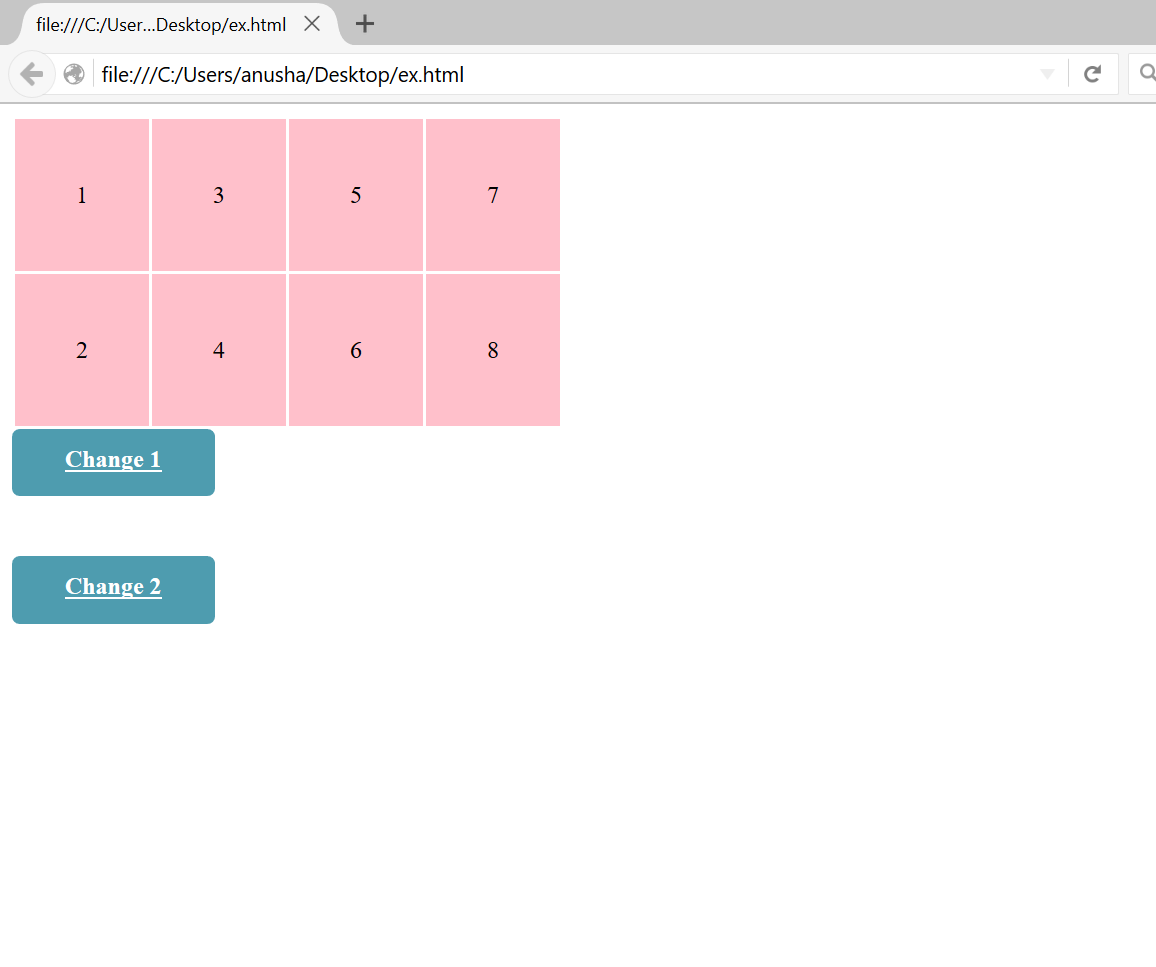 file:///C:/User...Desktop/ex.html
file:///C:/Users/anusha/Desktop/ex.html
1 3 5 7
2 4 6 8
Change 1
Change 2